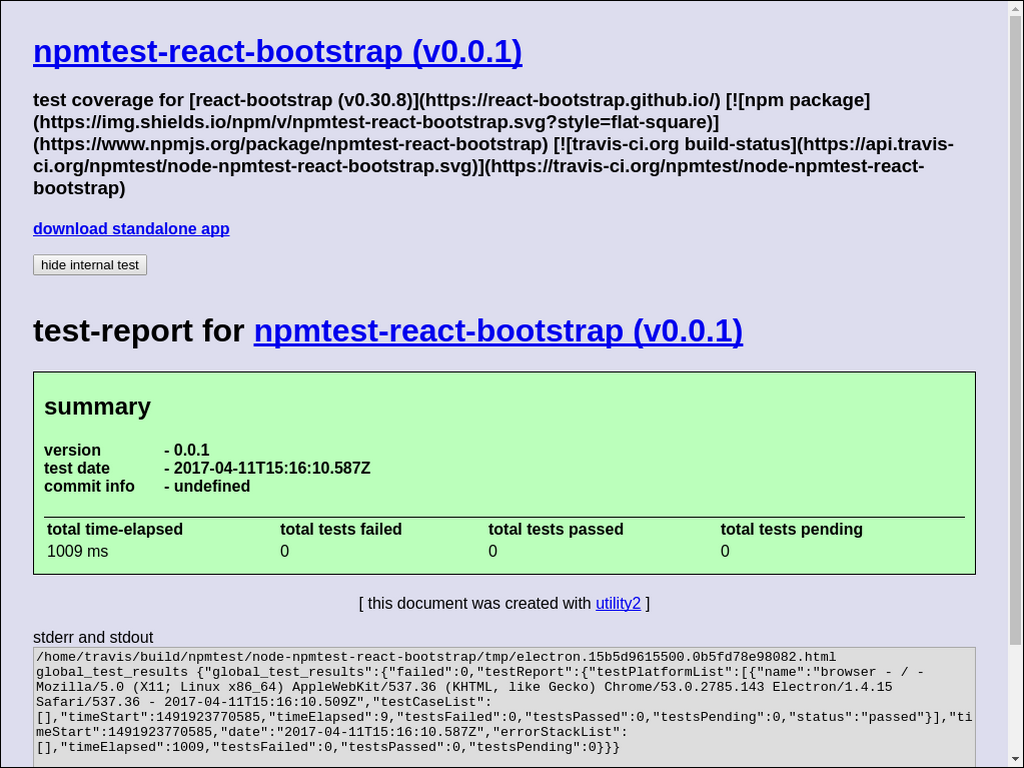 npmtest-react-bootstrap (v0.0.1)
test coverage for [react-bootstrap (v0.30.8)](https://react-bootstrap.github.io/) [![npm package]
(https://img.shields.io/npm/v/npmtest-react-bootstrap.svg?style=flat-square)]
(https://www.npmjs.org/package/npmtest-react-bootstrap) [![travis-ci.org build-status](https://api.travis-
ci.org/npmtest/node-npmtest-react-bootstrap.svg)](https://travis-ci.org/npmtest/node-npmtest-react-
bootstrap)
download standalone app
hide internal test
test-report for npmtest-react-bootstrap (v0.0.1)
summary
version - 0.0.1
test date - 2017-04-11T15:16:10.587Z
commit info - undefined
total time-elapsed total tests failed total tests passed total tests pending
1009 ms 0 0 0
[ this document was created with utility2 ]
stderr and stdout
/home/travis/build/npmtest/node-npmtest-react-bootstrap/tmp/electron.15b5d9615500.0b5fd78e98082.html
global_test_results {"global_test_results":{"failed":0,"testReport":{"testPlatformList":[{"name":"browser - / -
Mozilla/5.0 (X11; Linux x86_64) AppleWebKit/537.36 (KHTML, like Gecko) Chrome/53.0.2785.143 Electron/1.4.15
Safari/537.36 - 2017-04-11T15:16:10.509Z","testCaseList":
[],"timeStart":1491923770585,"timeElapsed":9,"testsFailed":0,"testsPassed":0,"testsPending":0,"status":"passed"}],"ti
meStart":1491923770585,"date":"2017-04-11T15:16:10.587Z","errorStackList":
[],"timeElapsed":1009,"testsFailed":0,"testsPassed":0,"testsPending":0}}}